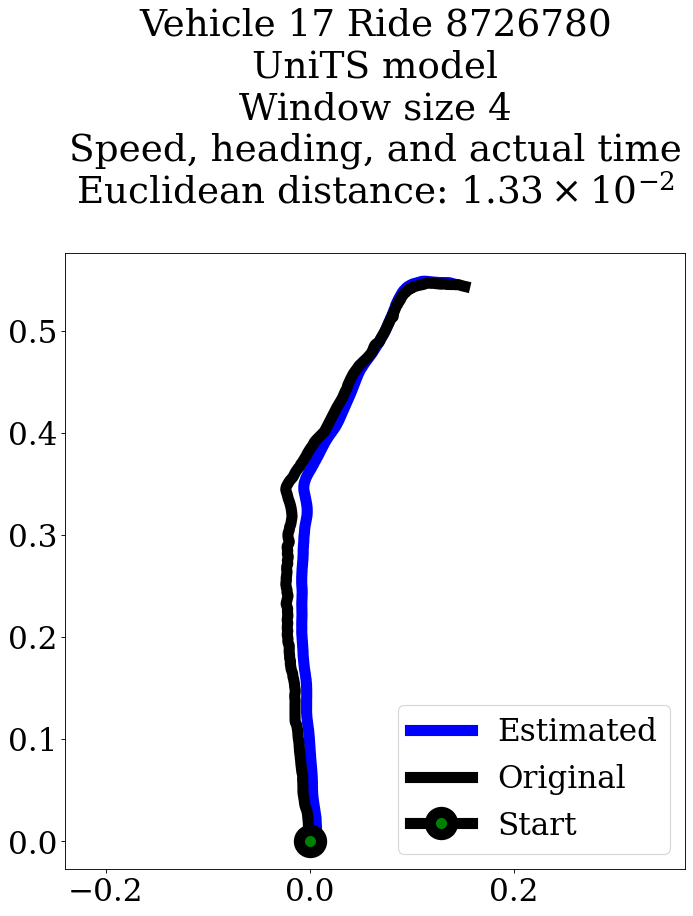 Vehicle 17 Ride 8726780
UniTS model
Window size 4
Speed, heading, and actual time
Euclidean distance: 1.33 × 10⁻²
0.5
0.4
0.3
0.2
0.1
0.0
Estimated
Original
Start
−0.2 0.0 0.2